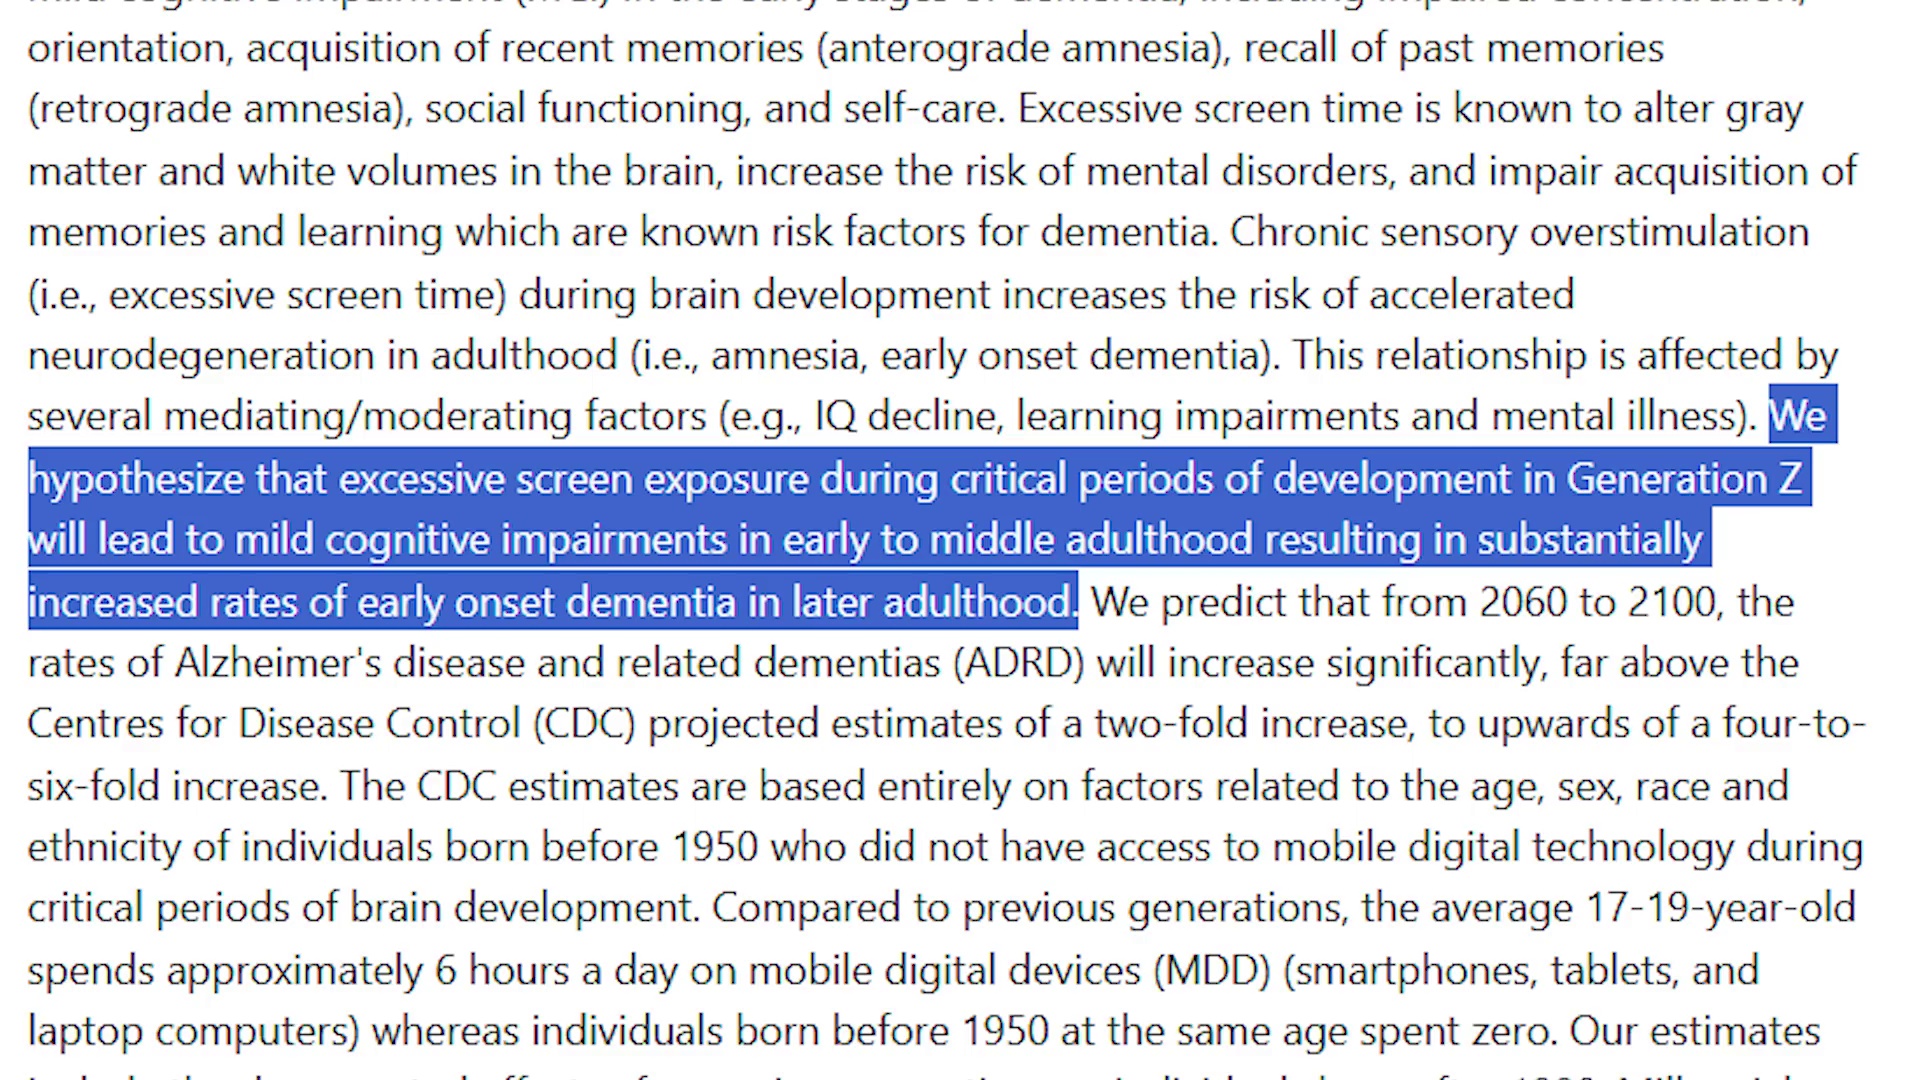 orientation, acquisition of recent memories (anterograde amnesia), recall of past memories
(retrograde amnesia), social functioning, and self-care. Excessive screen time is known to alter gray
matter and white volumes in the brain, increase the risk of mental disorders, and impair acquisition of
memories and learning which are known risk factors for dementia. Chronic sensory overstimulation
(i.e., excessive screen time) during brain development increases the risk of accelerated
neurodegeneration in adulthood (i.e., amnesia, early onset dementia). This relationship is affected by
several mediating/moderating factors (e.g., IQ decline, learning impairments and mental illness). We
hypothesize that excessive screen exposure during critical periods of development in Generation Z
will lead to mild cognitive impairments in early to middle adulthood resulting in substantially
increased rates of early onset dementia in later adulthood. We predict that from 2060 to 2100, the
rates of Alzheimer's disease and related dementias (ADRD) will increase significantly, far above the
Centres for Disease Control (CDC) projected estimates of a two-fold increase, to upwards of a four-to-
six-fold increase. The CDC estimates are based entirely on factors related to the age, sex, race and
ethnicity of individuals born before 1950 who did not have access to mobile digital technology during
critical periods of brain development. Compared to previous generations, the average 17-19-year-old
spends approximately 6 hours a day on mobile digital devices (MDD) (smartphones, tablets, and
laptop computers) whereas individuals born before 1950 at the same age spent zero. Our estimates